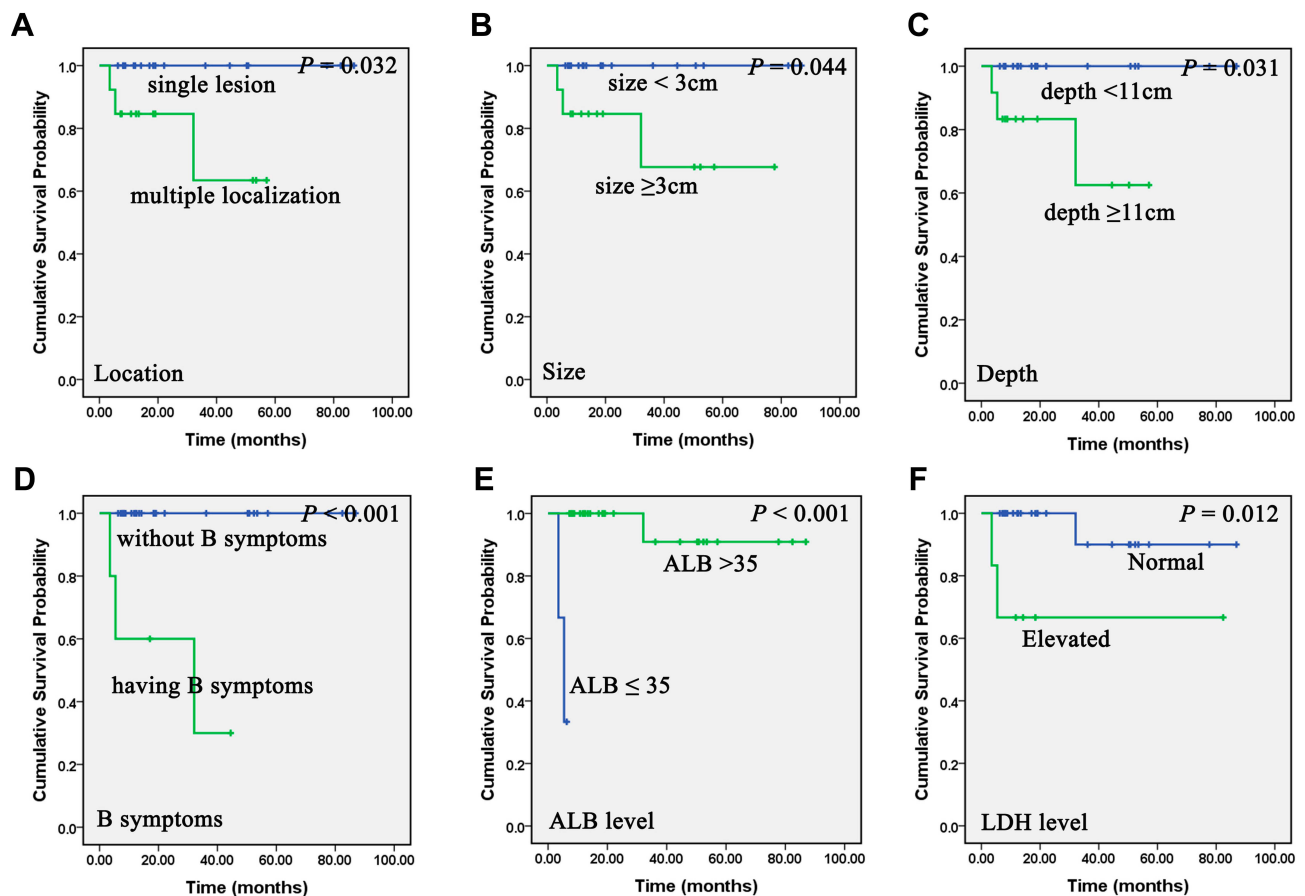 A
Cumulative Survival Probability
1.0
0.8
0.6
0.4
0.2
0.0
P = 0.032
single lesion
multiple localization
Location
0.00 20.00 40.00 60.00 80.00 100.00
Time (months)
B
Cumulative Survival Probability
1.0
0.8
0.6
0.4
0.2
0.0
P = 0.044
size < 3cm
size ≥3cm
Size
0.00 20.00 40.00 60.00 80.00 100.00
Time (months)
C
Cumulative Survival Probability
1.0
0.8
0.6
0.4
0.2
0.0
P = 0.031
depth <11cm
depth ≥11cm
Depth
0.00 20.00 40.00 60.00 80.00 100.00
Time (months)
D
Cumulative Survival Probability
1.0
0.8
0.6
0.4
0.2
0.0
P < 0.001
without B symptoms
having B symptoms
B symptoms
0.00 20.00 40.00 60.00 80.00 100.00
Time (months)
E
Cumulative Survival Probability
1.0
0.8
0.6
0.4
0.2
0.0
P < 0.001
ALB >35
ALB ≤ 35
ALB level
0.00 20.00 40.00 60.00 80.00 100.00
Time (months)
F
Cumulative Survival Probability
1.0
0.8
0.6
0.4
0.2
0.0
P = 0.012
Normal
Elevated
LDH level
0.00 20.00 40.00 60.00 80.00 100.00
Time (months)